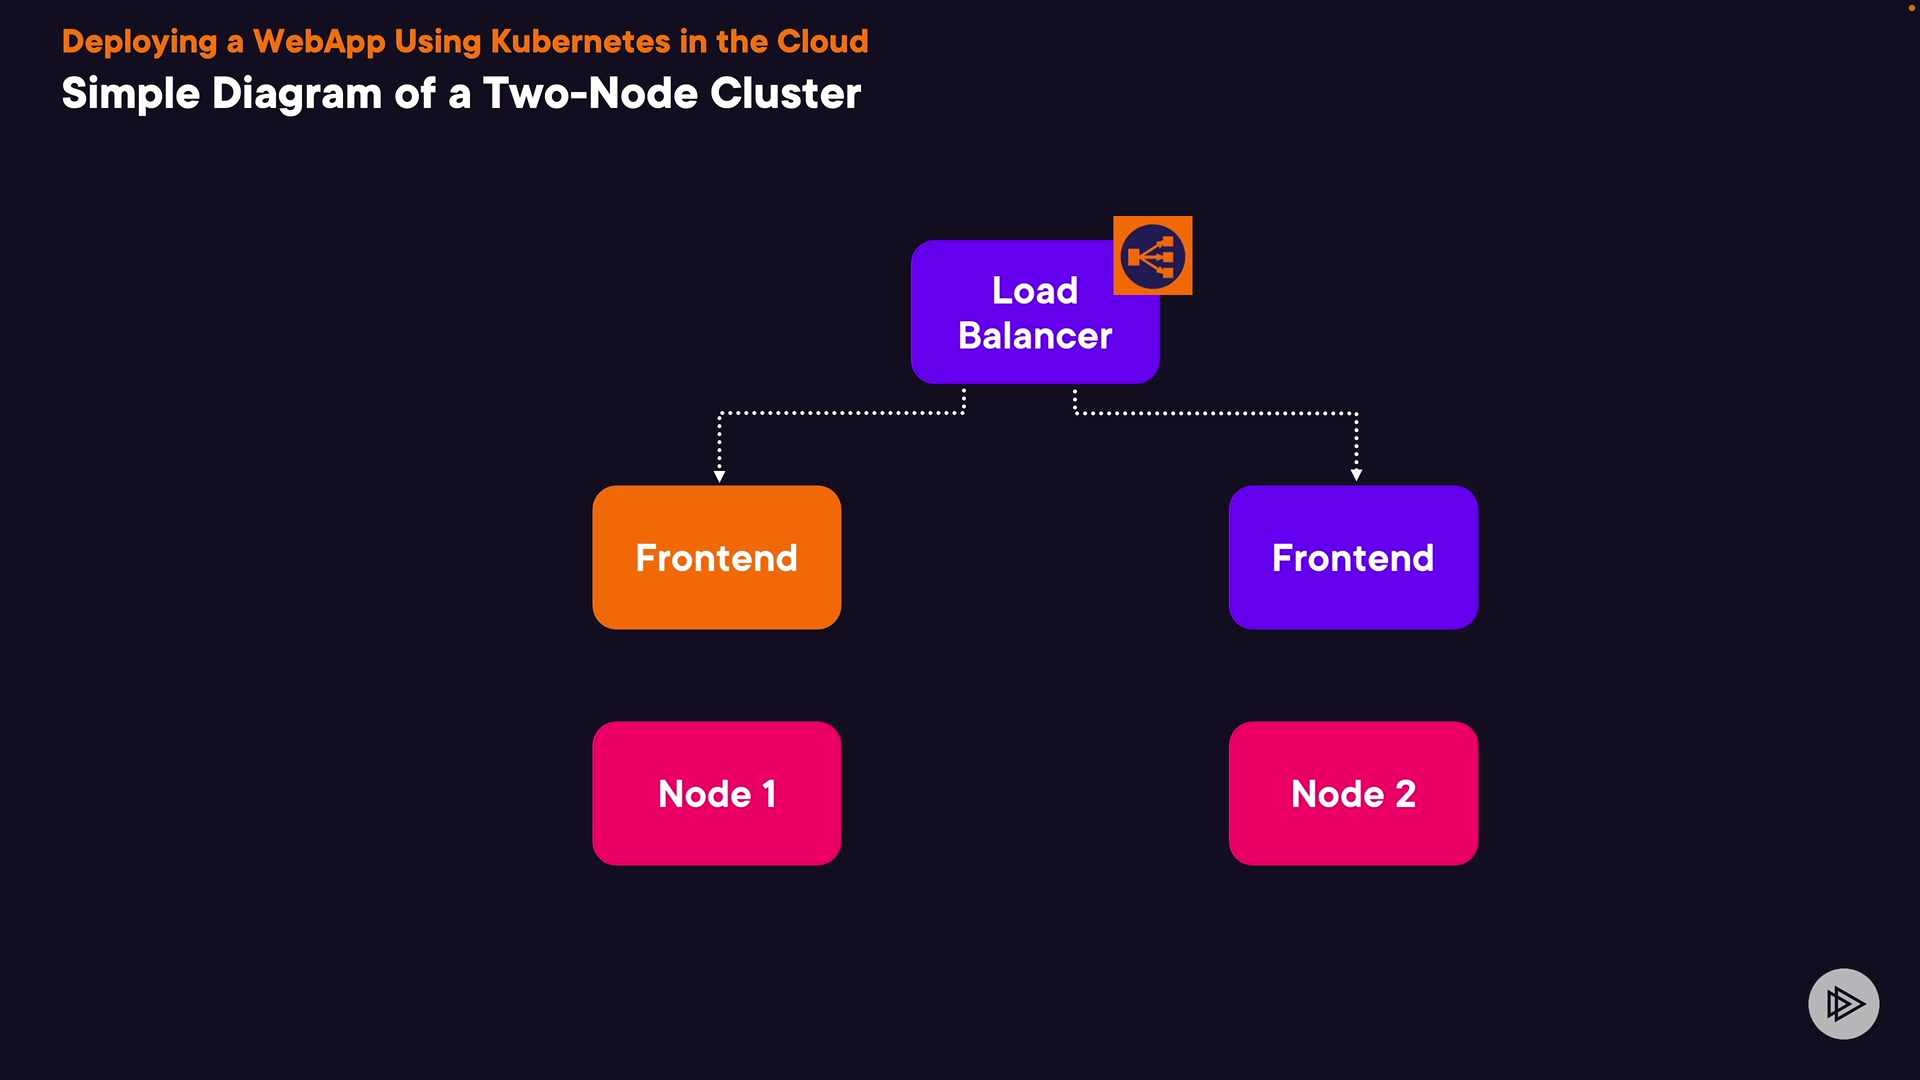 Deploying a WebApp Using Kubernetes in the Cloud
Simple Diagram of a Two-Node Cluster
Load
Balancer
Frontend
Frontend
Node 1
Node 2